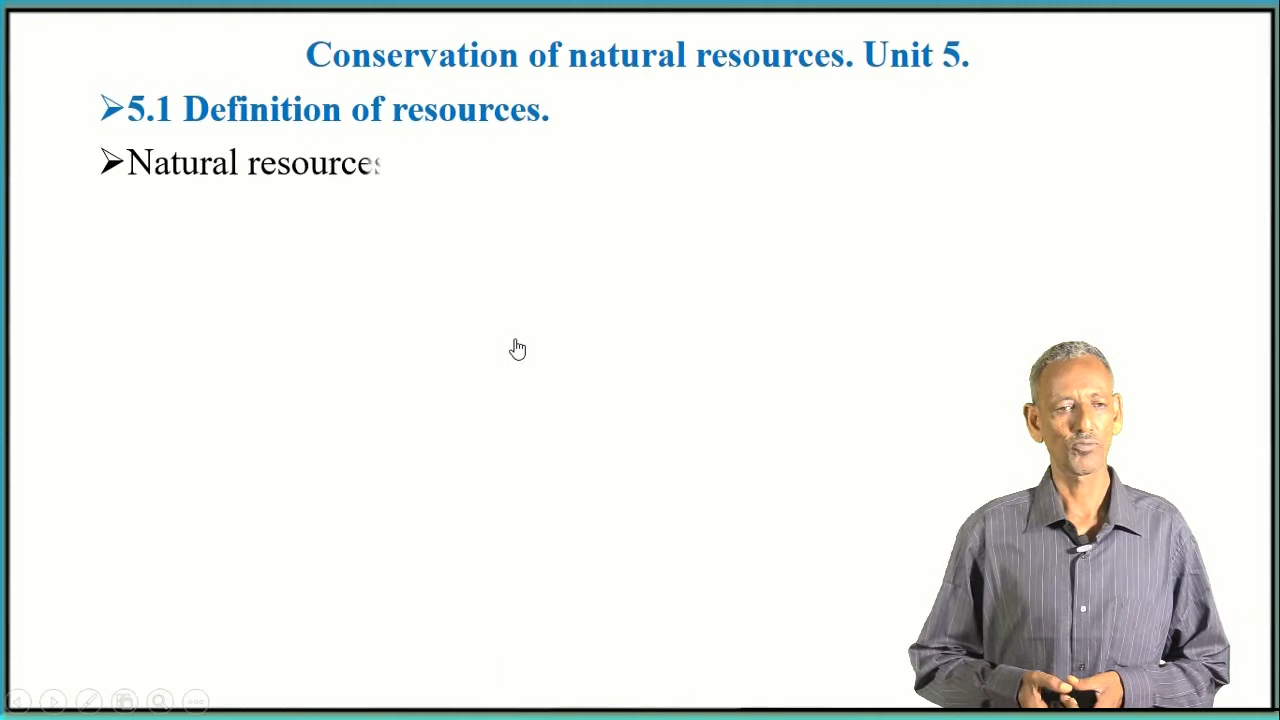 Conservation of natural resources. Unit 5.
➢5.1 Definition of resources.
➢Natural resources